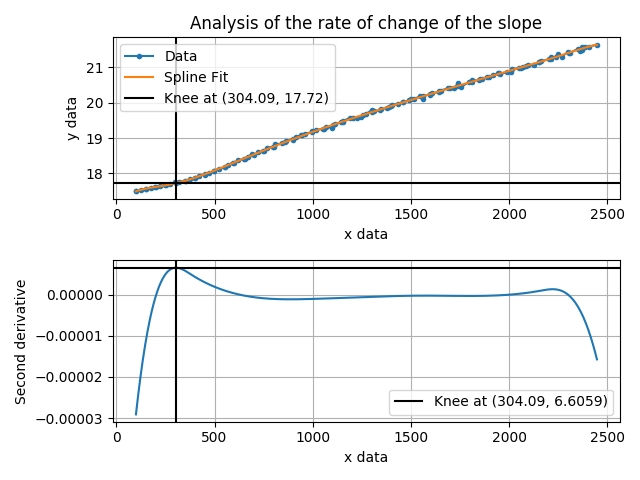 Analysis of the rate of change of the slope
Data
Spline Fit
Knee at (304.09, 17.72)
y data
21
20
19
18
0 500 1000 1500 2000 2500
x data
Second derivative
0.00000
−0.00001
−0.00002
−0.00003
Knee at (304.09, 6.6059)
0 500 1000 1500 2000 2500
x data